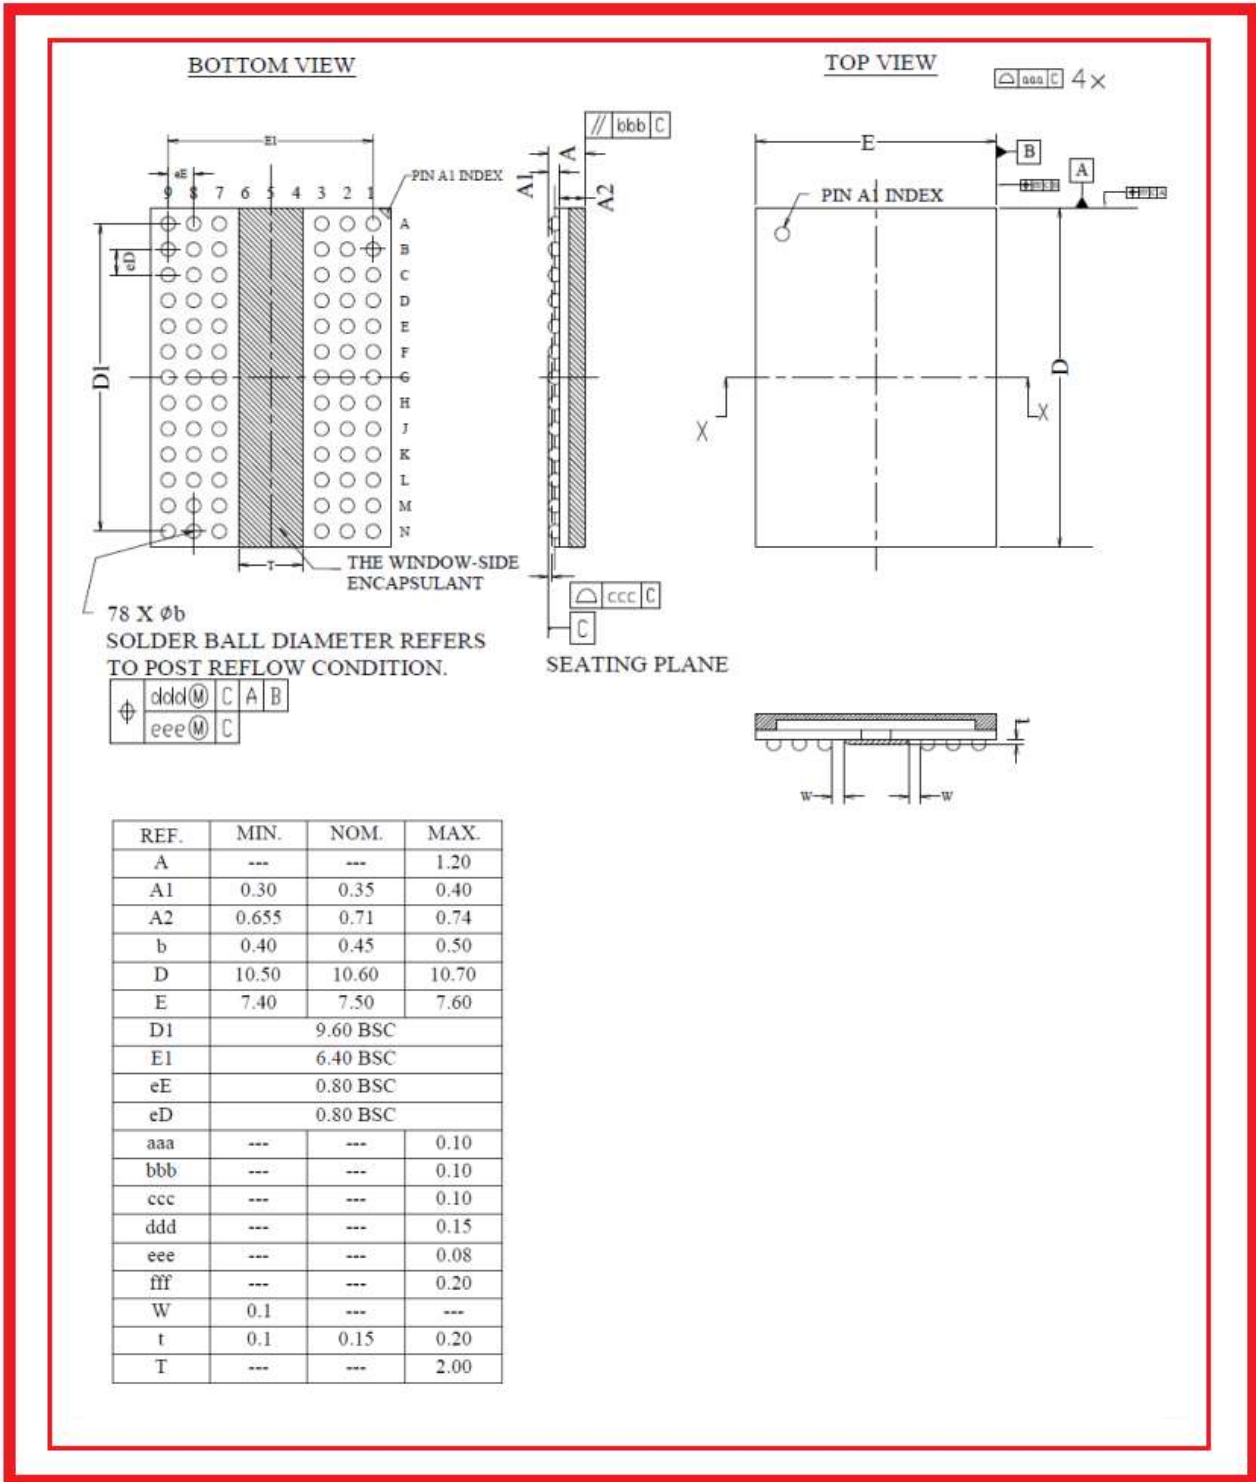 BOTTOM VIEW
TOP VIEW
aaa C 4×
// bbb C
E1
A
E
B
eE
PIN A1 INDEX
A1
A2
A
9 8 7 6 5 4 3 2 1
PIN A1 INDEX
A
B
eD
C
D
E
F
D1
G
D
H
X
X
J
K
L
M
N
T
THE WINDOW-SIDE
ENCAPSULANT
ccc C
78 X Øb
C
SOLDER BALL DIAMETER REFERS
TO POST REFLOW CONDITION.
SEATING PLANE
ddd Ⓜ C A B
eee Ⓜ C
t
W
W
REF. MIN. NOM. MAX.
A --- --- 1.20
A1 0.30 0.35 0.40
A2 0.655 0.71 0.74
b 0.40 0.45 0.50
D 10.50 10.60 10.70
E 7.40 7.50 7.60
D1 9.60 BSC
E1 6.40 BSC
eE 0.80 BSC
eD 0.80 BSC
aaa --- --- 0.10
bbb --- --- 0.10
ccc --- --- 0.10
ddd --- --- 0.15
eee --- --- 0.08
fff --- --- 0.20
W 0.1 --- ---
t 0.1 0.15 0.20
T --- --- 2.00